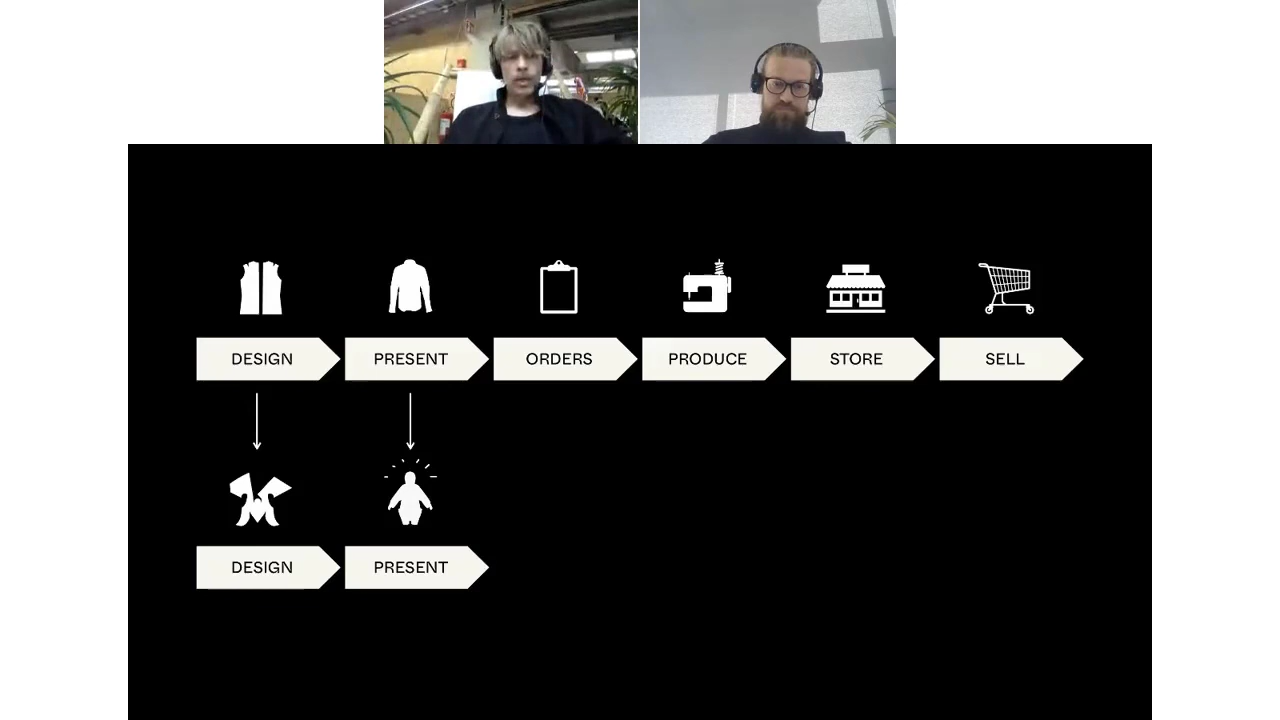 DESIGN
PRESENT
ORDERS
PRODUCE
STORE
SELL
DESIGN
PRESENT